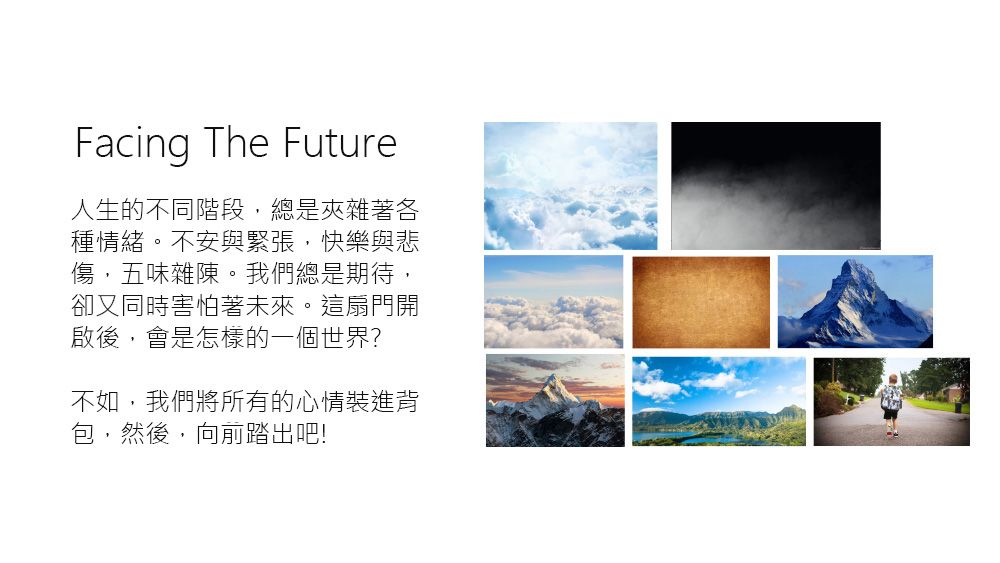 Facing The Future
人生的不同階段，總是夾雜著各
種情緒。不安與緊張，快樂與悲
傷，五味雜陳。我們總是期待，
卻又同時害怕著未來。這扇門開
啟後，會是怎樣的一個世界?
不如，我們將所有的心情裝進背
包，然後，向前踏出吧!